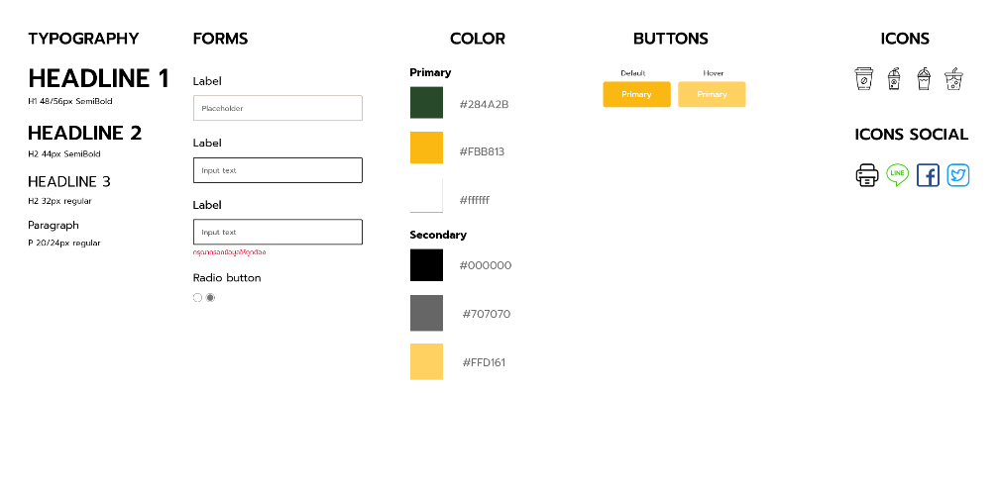 TYPOGRAPHY
HEADLINE 1
H1 48/56px SemiBold
HEADLINE 2
H2 44px SemiBold
HEADLINE 3
H2 32px regular
Paragraph
P 20/24px regular
FORMS
Label
Placeholder
Label
Input text
Label
Input text
กรุณากรอกข้อมูลให้ถูกต้อง
Radio button
COLOR
Primary
#284A2B
#FBB813
#ffffff
Secondary
#000000
#707070
#FFD161
BUTTONS
Default Hover
Primary Primary
ICONS
ICONS SOCIAL
LINE